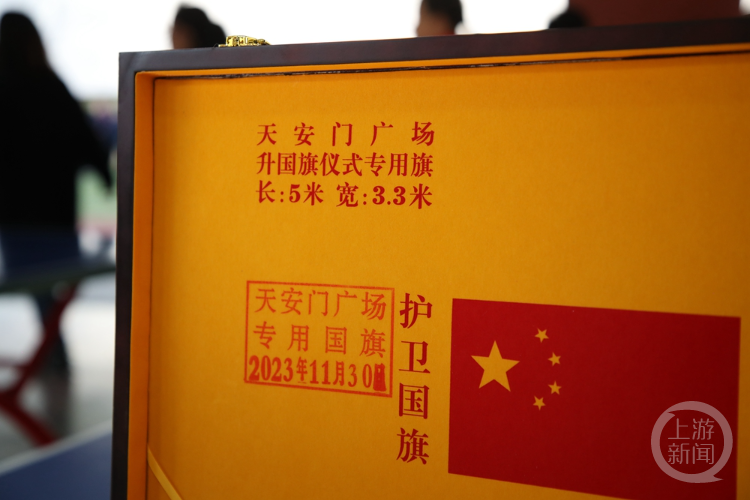 天安门广场
升国旗仪式专用旗
长:5米 宽:3.3米
天安门广场
专用国旗
2023年11月30日
护卫国旗
上游新闻